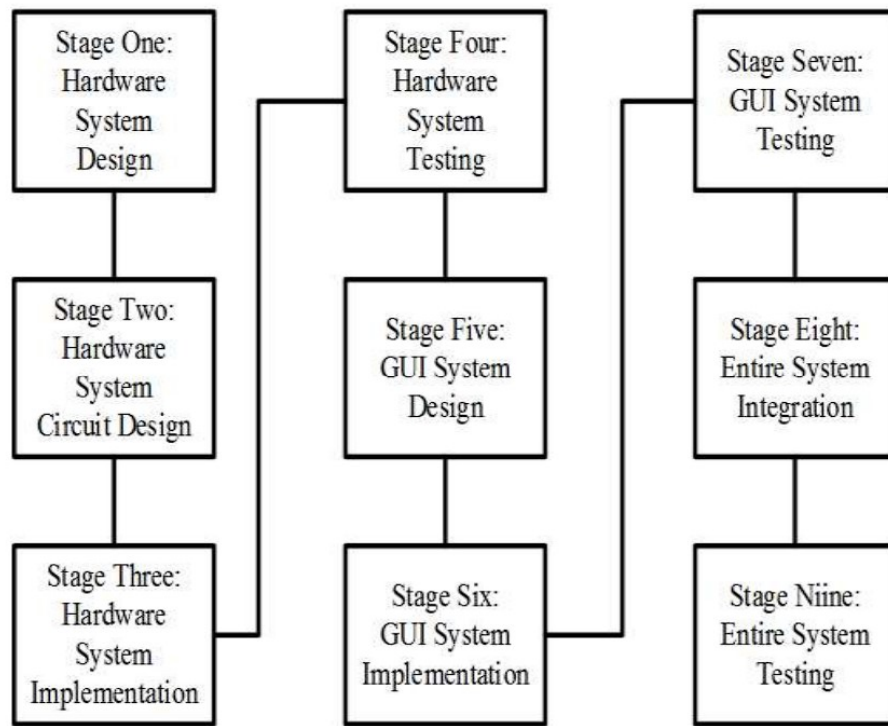 Stage One:
Hardware
System
Design
Stage Two:
Hardware
System
Circuit Design
Stage Three:
Hardware
System
Implementation
Stage Four:
Hardware
System
Testing
Stage Five:
GUI System
Design
Stage Six:
GUI System
Implementation
Stage Seven:
GUI System
Testing
Stage Eight:
Entire System
Integration
Stage Niine:
Entire System
Testing